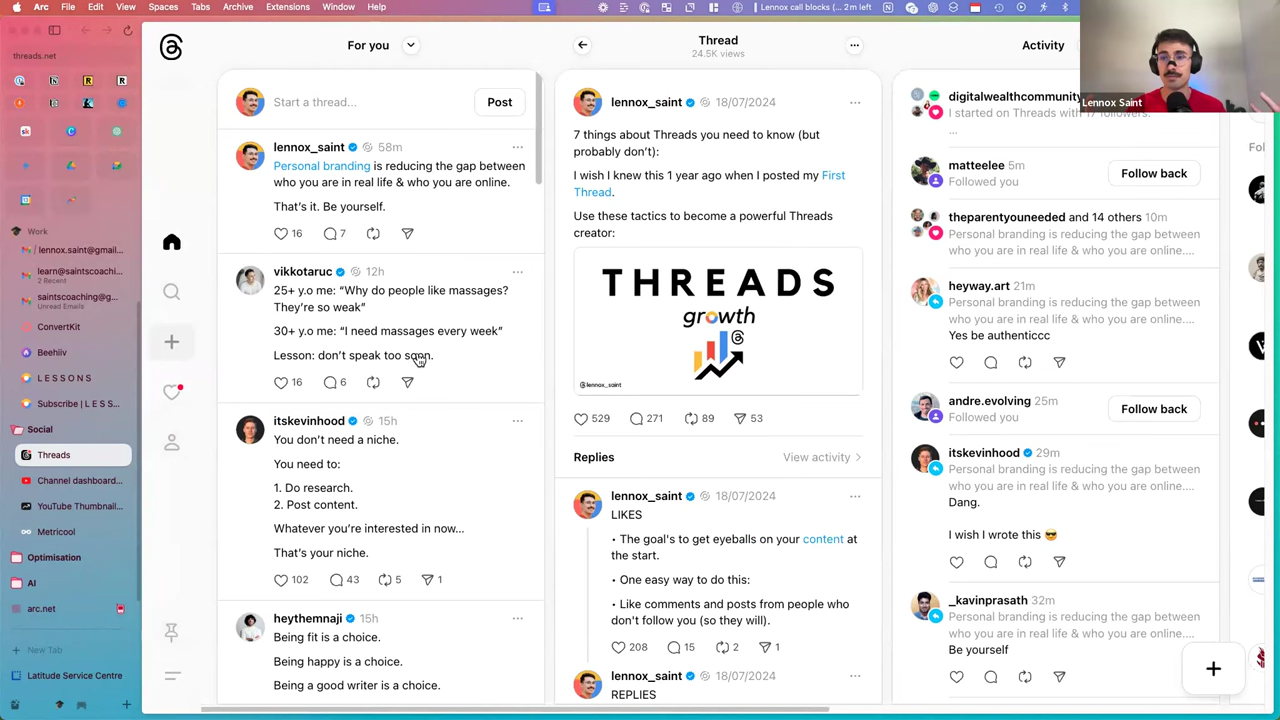 Arc File Edit View Spaces Tabs Archive Extensions Window Help
Lennox call blocks (... 2m left)
threads.net
Work
/ lennox_saint@gmail...
learn@saintscoachi...
2 Recent
saintscoaching@g...
Unread Emails
ConvertKit
Beehiiv
L E S S O N S
Subscribe | L E S S...
Social
Threads
Channel dashboard...
YouTube Thumbnail...
Metricool
Optimisation
AI
arc.net
New Tab
Latitude Service Centre
For you
Start a thread...
Post
lennox_saint 58m
Personal branding is reducing the gap between
who you are in real life & who you are online.
That's it. Be yourself.
16 7
vikkotaruc 12h
25+ y.o me: “Why do people like massages?
They're so weak”
30+ y.o me: “I need massages every week”
Lesson: don't speak too soon.
16 6
itskevinhood 15h
You don't need a niche.
You need to:
1. Do research.
2. Post content.
Whatever you're interested in now...
That's your niche.
102 43 5 1
heythemnaji 15h
Being fit is a choice.
Being happy is a choice.
Being a good writer is a choice.
Thread
24.5K views
lennox_saint 18/07/2024
7 things about Threads you need to know (but
probably don't):
I wish I knew this 1 year ago when I posted my First
Thread.
Use these tactics to become a powerful Threads
creator:
THREADS
growth
@lennox_saint
529 271 89 53
Replies View activity
lennox_saint 18/07/2024
LIKES
• The goal's to get eyeballs on your content at
the start.
• One easy way to do this:
• Like comments and posts from people who
don't follow you (so they will).
208 15 2 1
lennox_saint 18/07/2024
REPLIES
Activity
digitalwealthcommunity
I started on Threads with 17 followers.
...
matteelee 5m
Followed you
Follow back
theparentyouneeded and 14 others 10m
Personal branding is reducing the gap between
who you are in real life & who you are online....
heyway.art 21m
Personal branding is reducing the gap between
who you are in real life & who you are online....
Yes be authenticcc
andre.evolving 25m
Followed you
Follow back
itskevinhood 29m
Personal branding is reducing the gap between
who you are in real life & who you are online....
Dang.
I wish I wrote this 😎
_kavinprasath 32m
Personal branding is reducing the gap between
who you are in real life & who you are online....
Be yourself
Fol
Lennox Saint